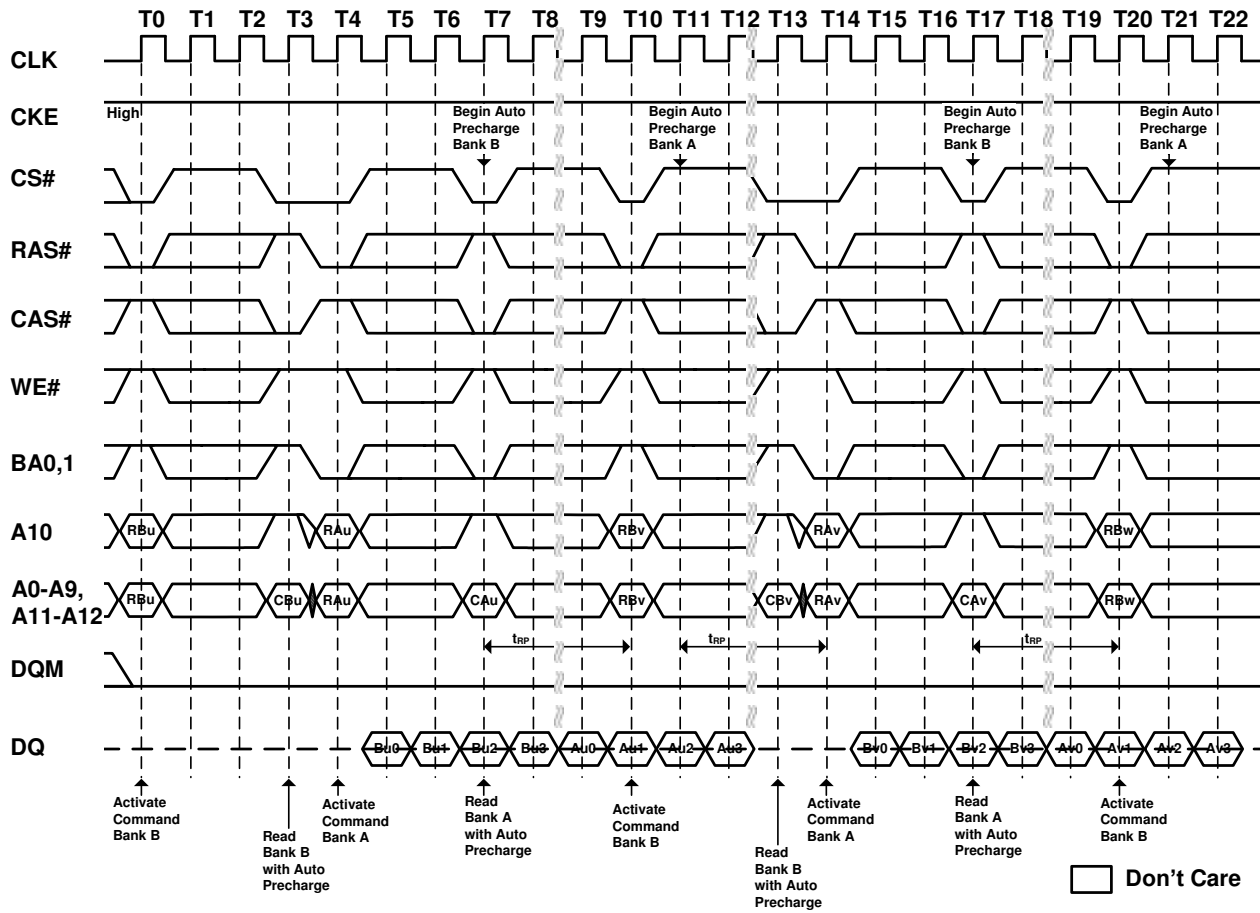 T0 T1 T2 T3 T4 T5 T6 T7 T8 T9 T10 T11 T12 T13 T14 T15 T16 T17 T18 T19 T20 T21 T22
CLK
CKE
High
Begin Auto
Precharge
Bank B
Begin Auto
Precharge
Bank A
Begin Auto
Precharge
Bank B
Begin Auto
Precharge
Bank A
CS#
RAS#
CAS#
WE#
BA0,1
A10
RBu RAu RBv RAv RBw
A0-A9,
A11-A12
RBu CBu RAu CAu RBv CBv RAv CAv RBw
tRP tRP tRP
DQM
DQ
Bu0 Bu1 Bu2 Bu3 Au0 Au1 Au2 Au3 Bv0 Bv1 Bv2 Bv3 Av0 Av1 Av2 Av3
Activate
Command
Bank B
Read
Bank B
with Auto
Precharge
Activate
Command
Bank A
Read
Bank A
with Auto
Precharge
Activate
Command
Bank B
Read
Bank B
with Auto
Precharge
Activate
Command
Bank A
Read
Bank A
with Auto
Precharge
Activate
Command
Bank B
Don't Care